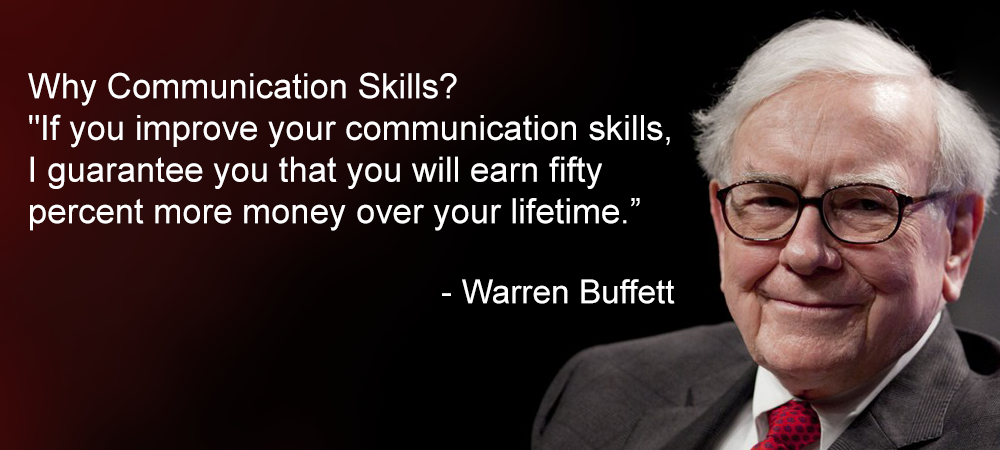 Why Communication Skills?
"If you improve your communication skills,
I guarantee you that you will earn fifty
percent more money over your lifetime.”
- Warren Buffett